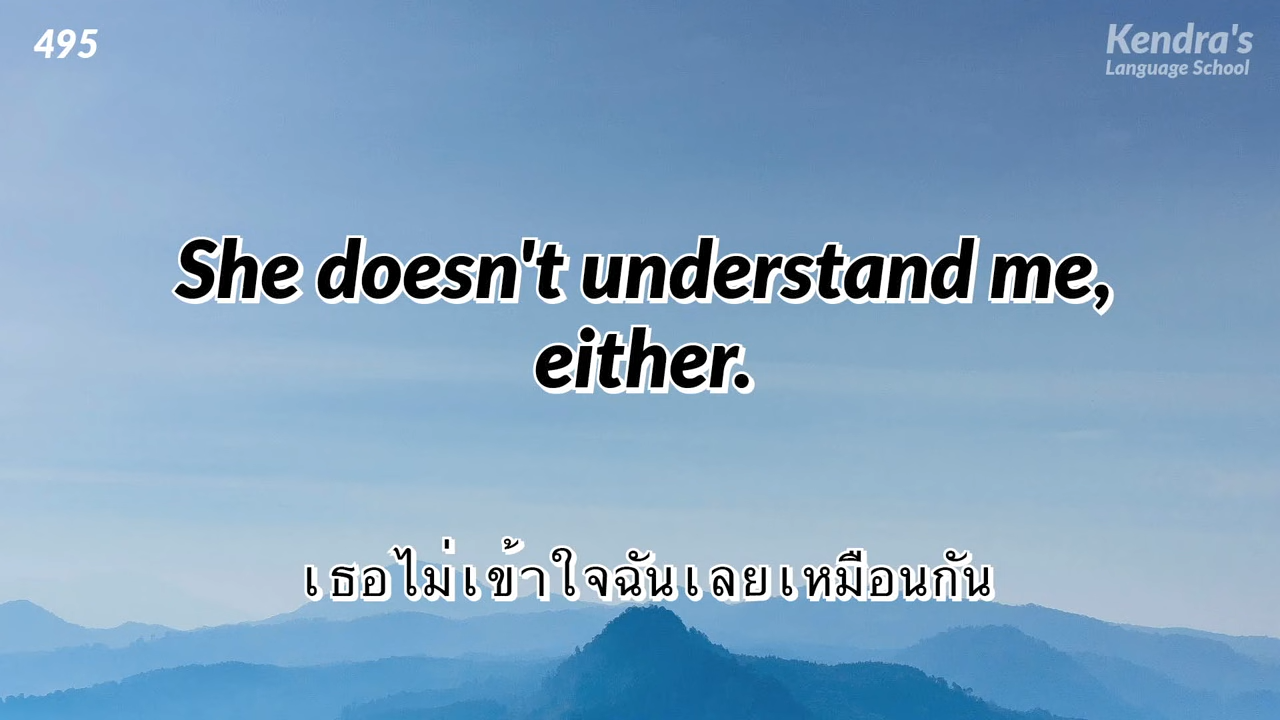 495
Kendra's
Language School
She doesn't understand me,
either.
เธอไม่เข้าใจฉันเลยเหมือนกัน